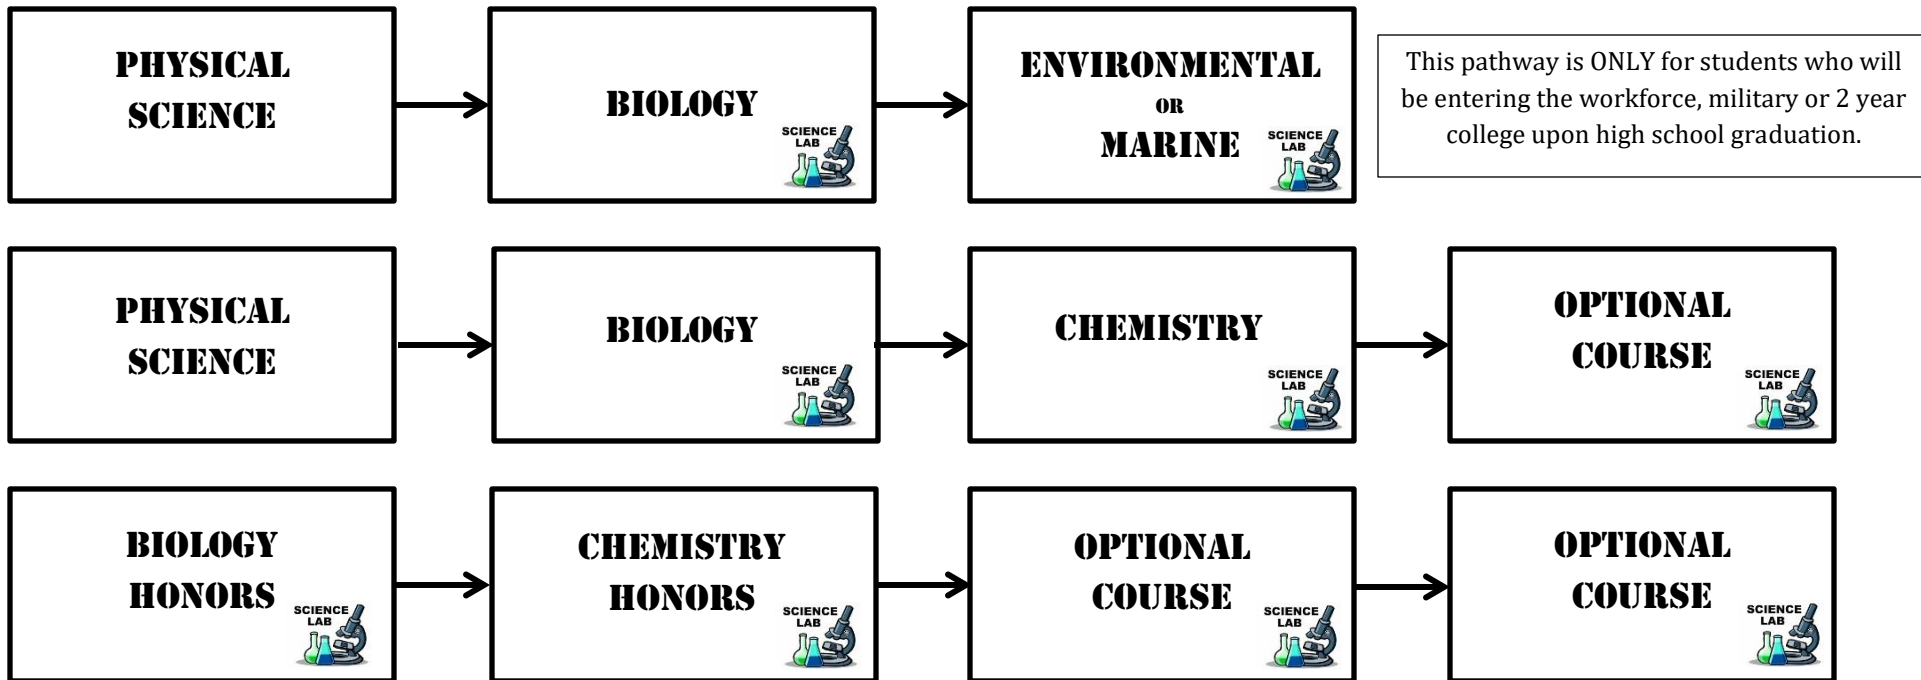 PHYSICAL
SCIENCE
BIOLOGY
SCIENCE
LAB
ENVIRONMENTAL
OR
MARINE
SCIENCE
LAB
This pathway is ONLY for students who will
be entering the workforce, military or 2 year
college upon high school graduation.
PHYSICAL
SCIENCE
BIOLOGY
SCIENCE
LAB
CHEMISTRY
SCIENCE
LAB
OPTIONAL
COURSE
SCIENCE
LAB
BIOLOGY
HONORS
SCIENCE
LAB
CHEMISTRY
HONORS
SCIENCE
LAB
OPTIONAL
COURSE
SCIENCE
LAB
OPTIONAL
COURSE
SCIENCE
LAB